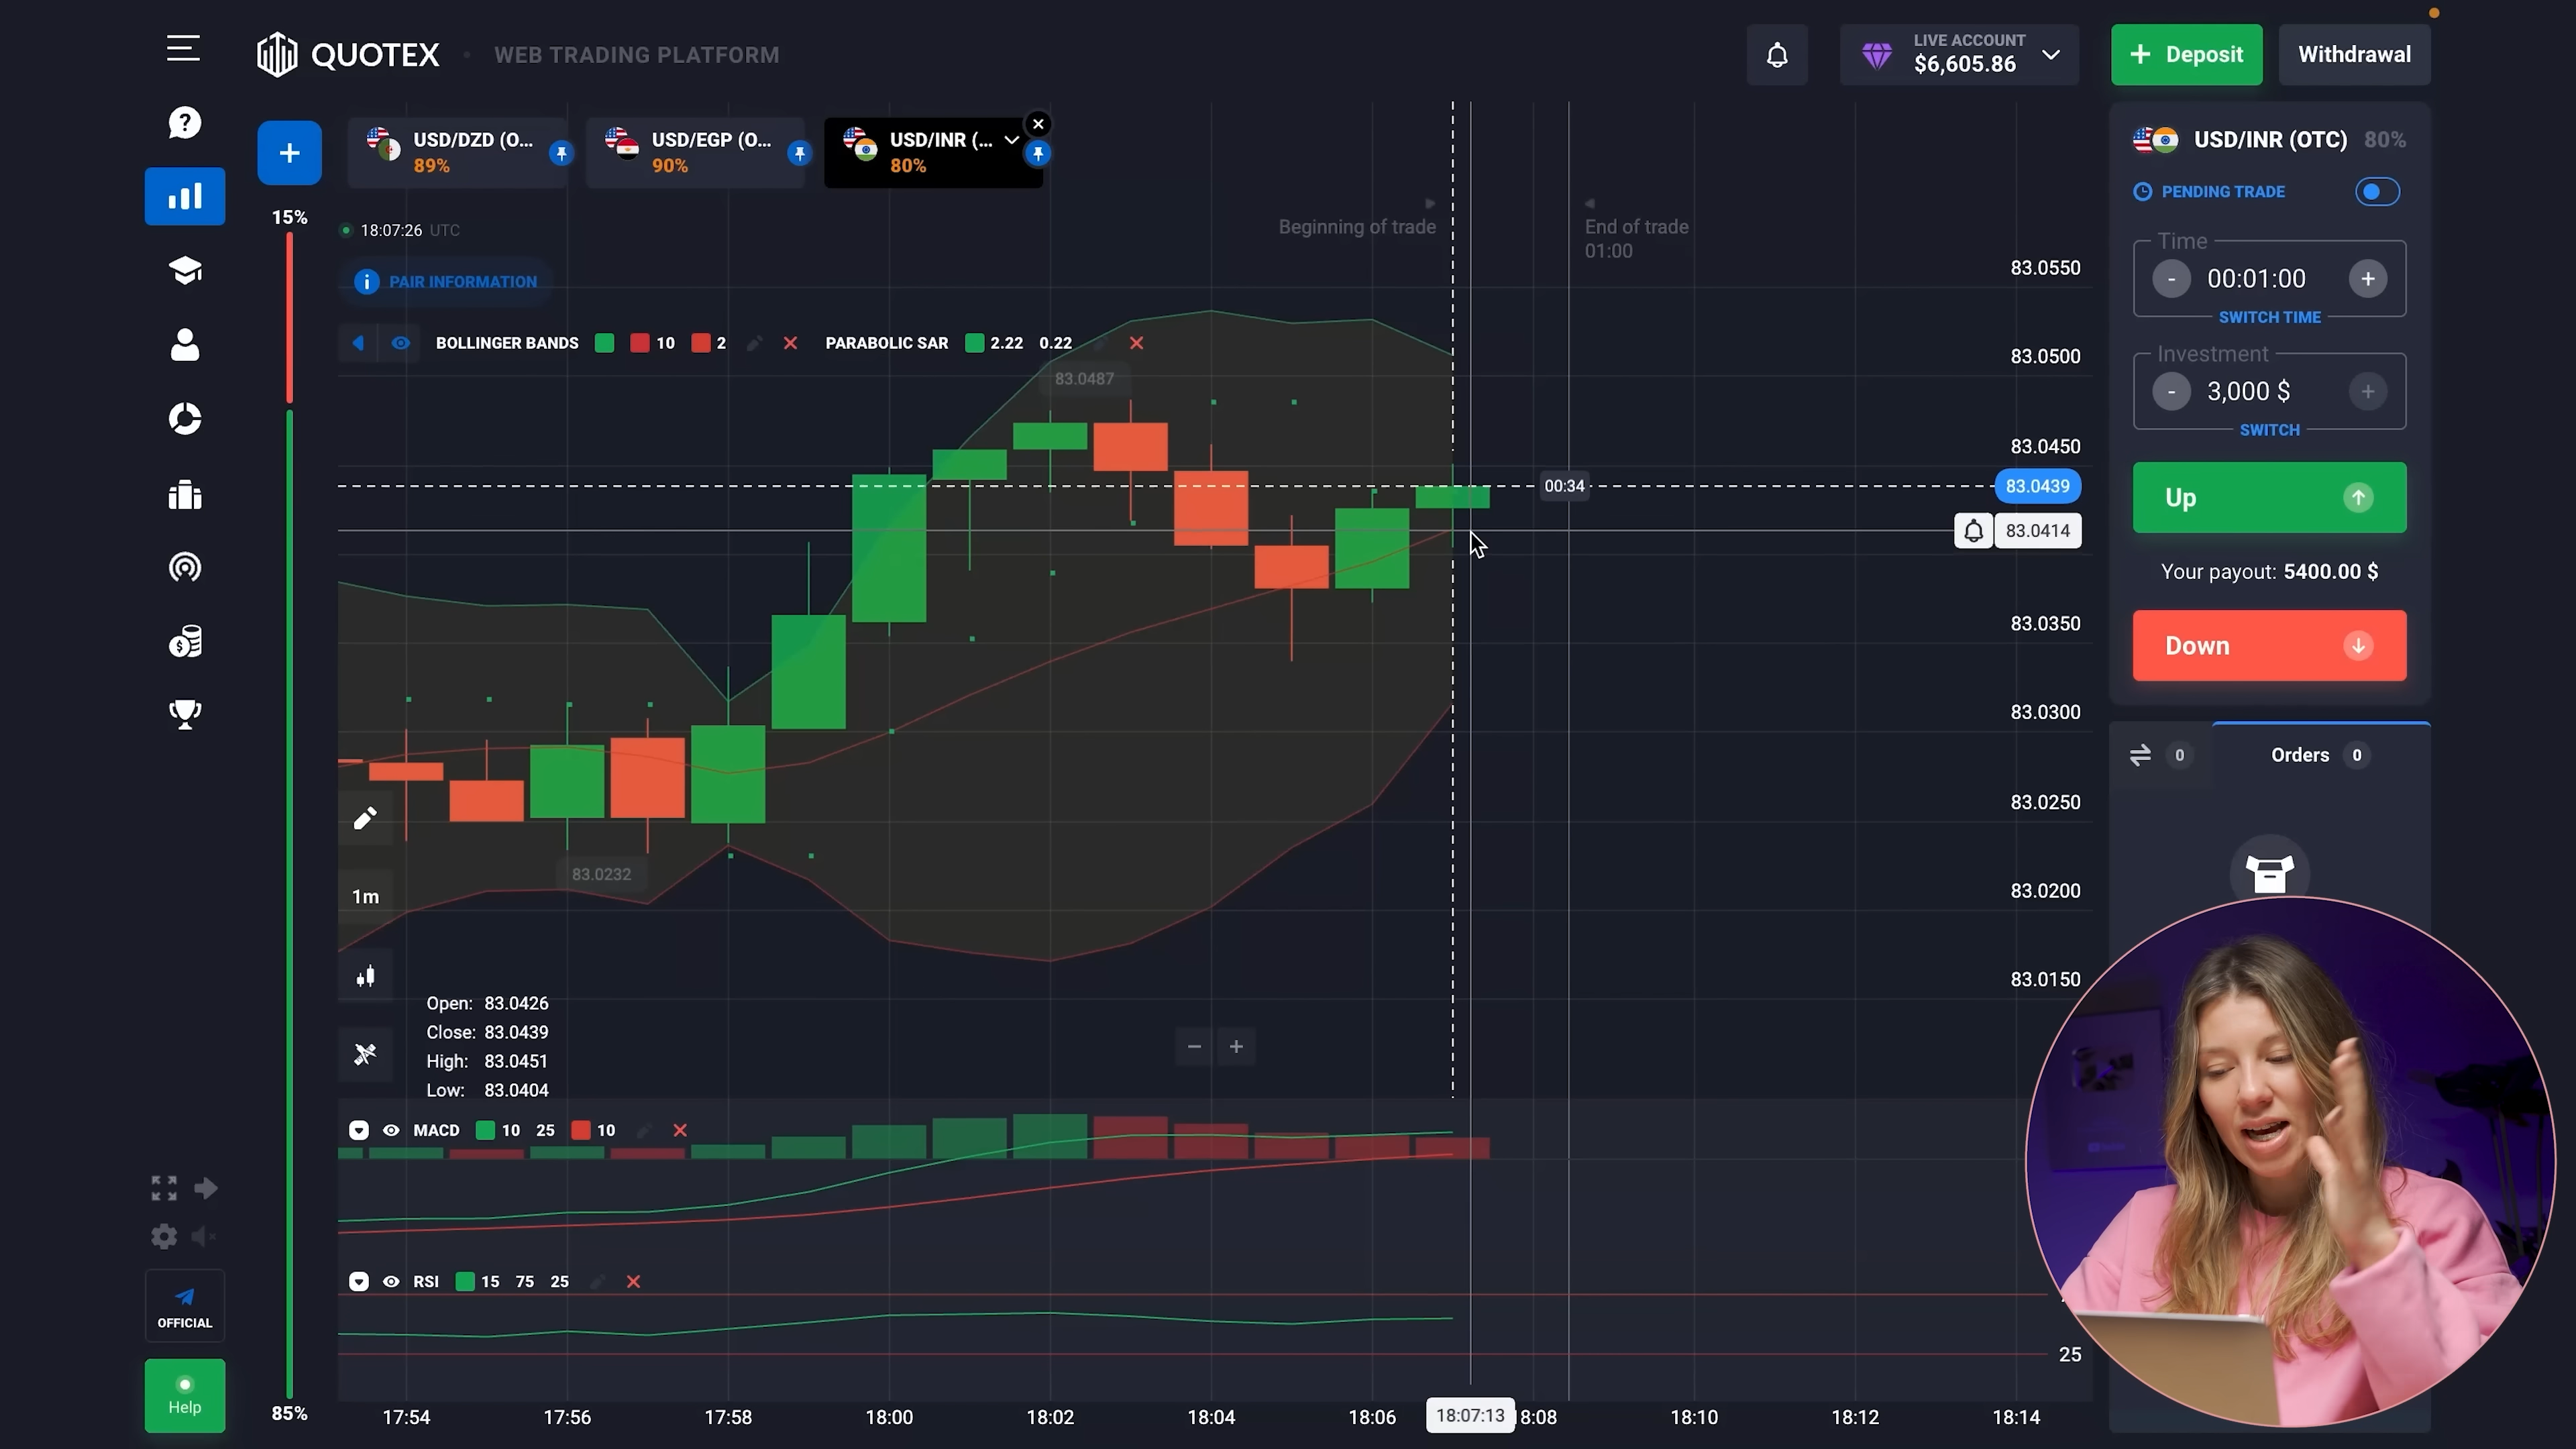 QUOTEX
WEB TRADING PLATFORM
LIVE ACCOUNT
$6,605.86
Deposit
Withdrawal
USD/DZD (O...
89%
USD/EGP (O...
90%
USD/INR (...
80%
15%
18:07:26 UTC
PAIR INFORMATION
BOLLINGER BANDS 10 2
PARABOLIC SAR 2.22 0.22
Beginning of trade
End of trade
01:00
83.0487
83.0232
00:34
83.0550
83.0500
83.0450
83.0439
83.0414
83.0350
83.0300
83.0250
83.0200
83.0150
1m
Open: 83.0426
Close: 83.0439
High: 83.0451
Low: 83.0404
MACD 10 25 10
RSI 15 75 25
25
17:54
17:56
17:58
18:00
18:02
18:04
18:06
18:07:13
18:08
18:10
18:12
18:14
85%
OFFICIAL
Help
USD/INR (OTC) 80%
PENDING TRADE
Time
00:01:00
SWITCH TIME
Investment
3,000 $
SWITCH
Up
Your payout: 5400.00 $
Down
0
Orders 0